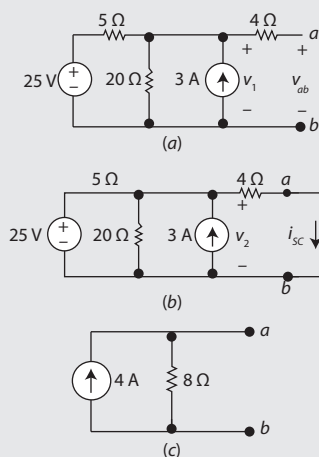 5 Ω 4 Ω a
+ +
25 V + − 20 Ω 3 A v1 vab
− −
b
(a)
5 Ω 4 Ω a
+
25 V + − 20 Ω 3 A v2 iSC
−
b
(b)
a
4 A 8 Ω
b
(c)